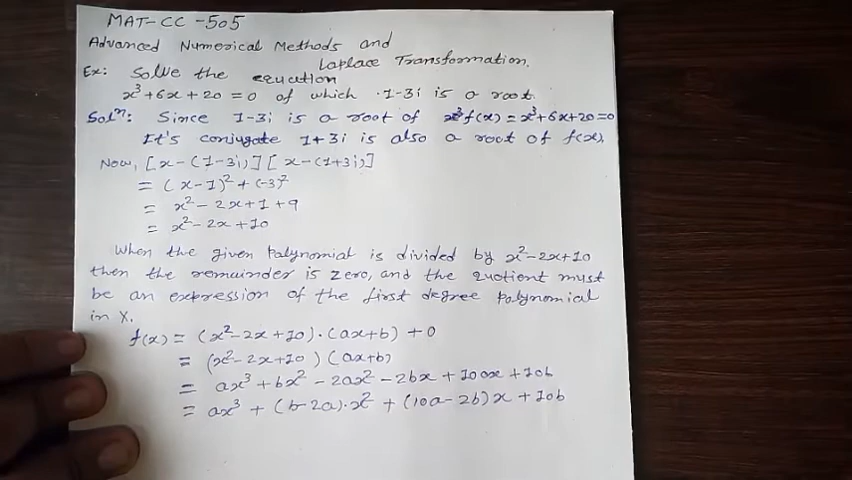 MAT-CC-505
Advanced Numerical Methods and
Laplace Transformation.
Ex: Solve the equation
x³+6x+20=0 of which 1-3i is a root.
Solⁿ: Since 1-3i is a root of f(x)=x³+6x+20=0
It's conjugate 1+3i is also a root of f(x).
Now, [x-(1-3i)][x-(1+3i)]
= (x-1)²+(-3)²
= x²-2x+1+9
= x²-2x+10
When the given Polynomial is divided by x²-2x+10
then the remainder is zero, and the quotient must
be an expression of the first degree polynomial
in X.
f(x) = (x²-2x+10).(ax+b)+0
= (x²-2x+10)(ax+b)
= ax³+bx²-2ax²-2bx+10ax+10b
= ax³+(b-2a).x²+(10a-2b)x+10b